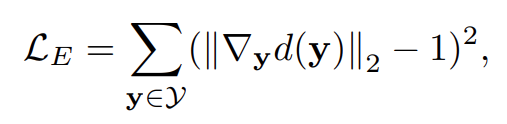 $\mathcal{L}_E = \sum_{\mathbf{y} \in \mathcal{Y}} (\|\nabla_{\mathbf{y}} d(\mathbf{y})\|_2 - 1)^2,$